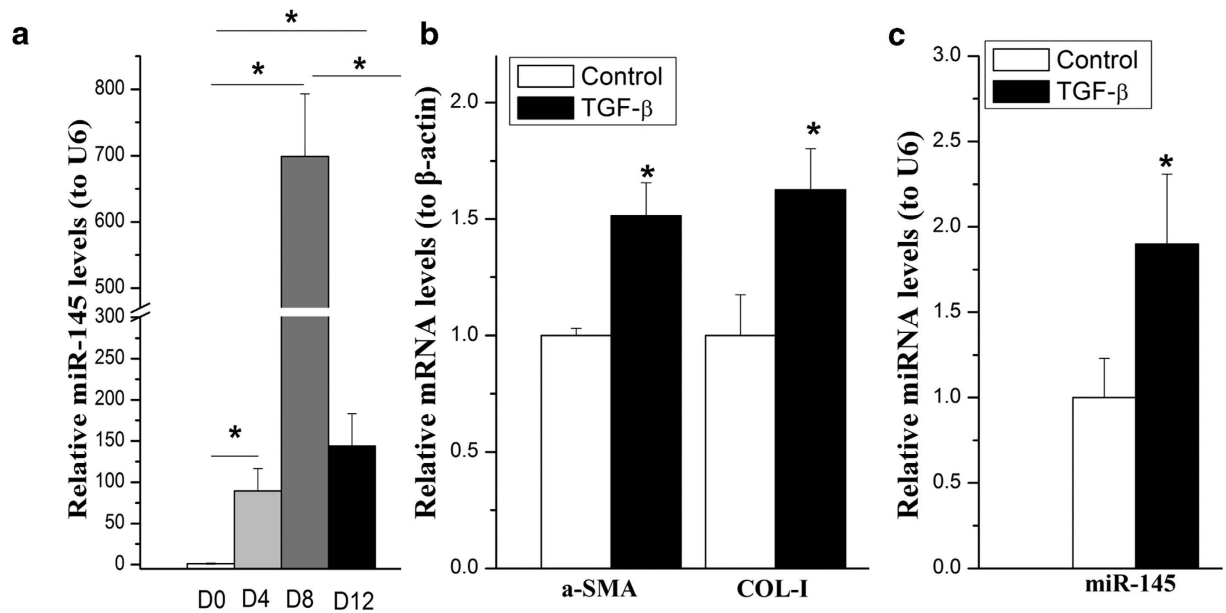 a
Relative miR-145 levels (to U6)
800
700
600
500
300
250
200
150
100
50
0
*
*
*
*
D0 D4 D8 D12
b
Relative mRNA levels (to β-actin)
2.0
1.5
1.0
0.5
0.0
Control
TGF-β
*
*
a-SMA COL-I
c
Relative miRNA levels (to U6)
3.0
2.5
2.0
1.5
1.0
0.5
0.0
Control
TGF-β
*
miR-145